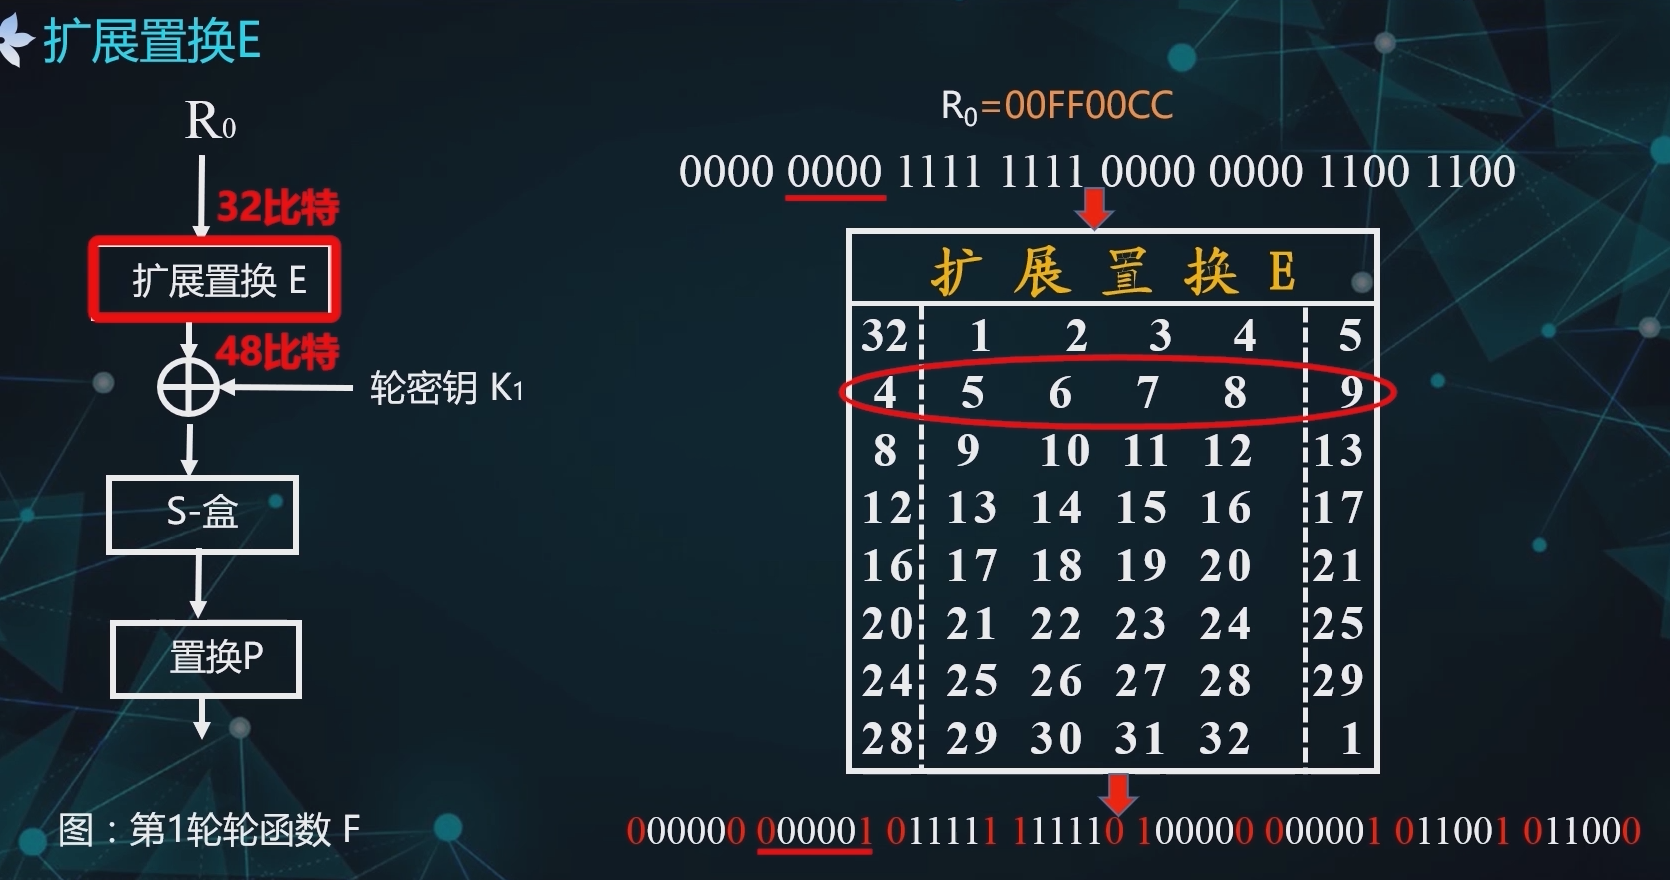 扩展置换E
R0
32比特
扩展置换 E
48比特
轮密钥 K1
S-盒
置换P
图：第1轮轮函数 F
R0=00FF00CC
0000 0000 1111 1111 0000 0000 1100 1100
扩 展 置 换 E
32 1 2 3 4 5
4 5 6 7 8 9
8 9 10 11 12 13
12 13 14 15 16 17
16 17 18 19 20 21
20 21 22 23 24 25
24 25 26 27 28 29
28 29 30 31 32 1
000000 000001 011111 111110 100000 000001 011001 011000